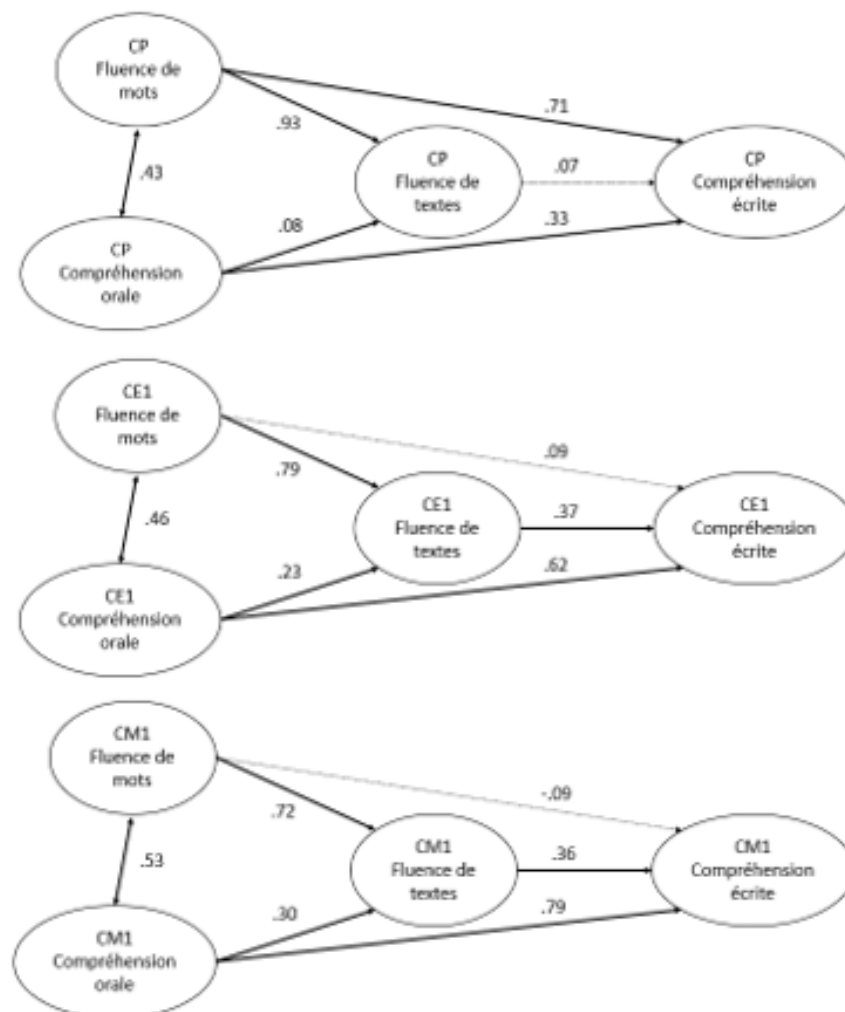 CP
Fluence de
mots
.93
.71
.43
CP
Fluence de
textes
.07
CP
Compréhension
écrite
.08
.33
CP
Compréhension
orale
CE1
Fluence de
mots
.79
.09
.46
CE1
Fluence de
textes
.37
CE1
Compréhension
écrite
.23
.62
CE1
Compréhension
orale
CM1
Fluence de
mots
.72
-.09
.53
CM1
Fluence de
textes
.36
CM1
Compréhension
écrite
.30
.79
CM1
Compréhension
orale